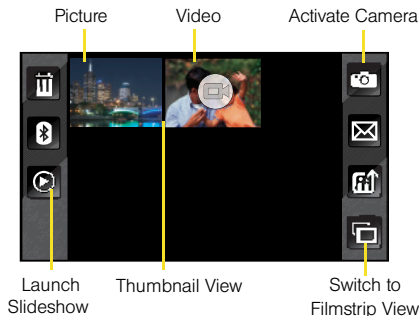 Picture
Video
Activate Camera
Launch
Slideshow
Thumbnail View
Switch to
Filmstrip View